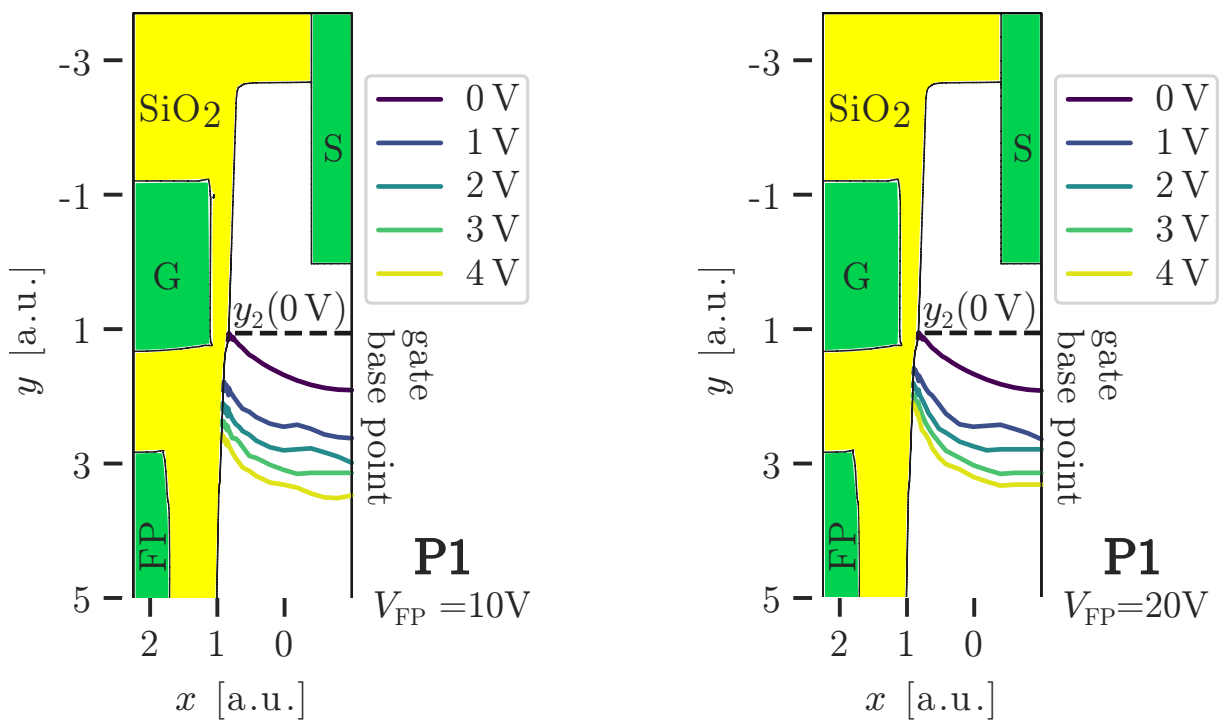 -3
-1
1
3
5
y [a.u.]
2
1
0
x [a.u.]
SiO2
S
G
FP
0 V
1 V
2 V
3 V
4 V
y2(0 V)
gate
base point
P1
VFP =10V
-3
-1
1
3
5
y [a.u.]
2
1
0
x [a.u.]
SiO2
S
G
FP
0 V
1 V
2 V
3 V
4 V
y2(0 V)
gate
base point
P1
VFP=20V